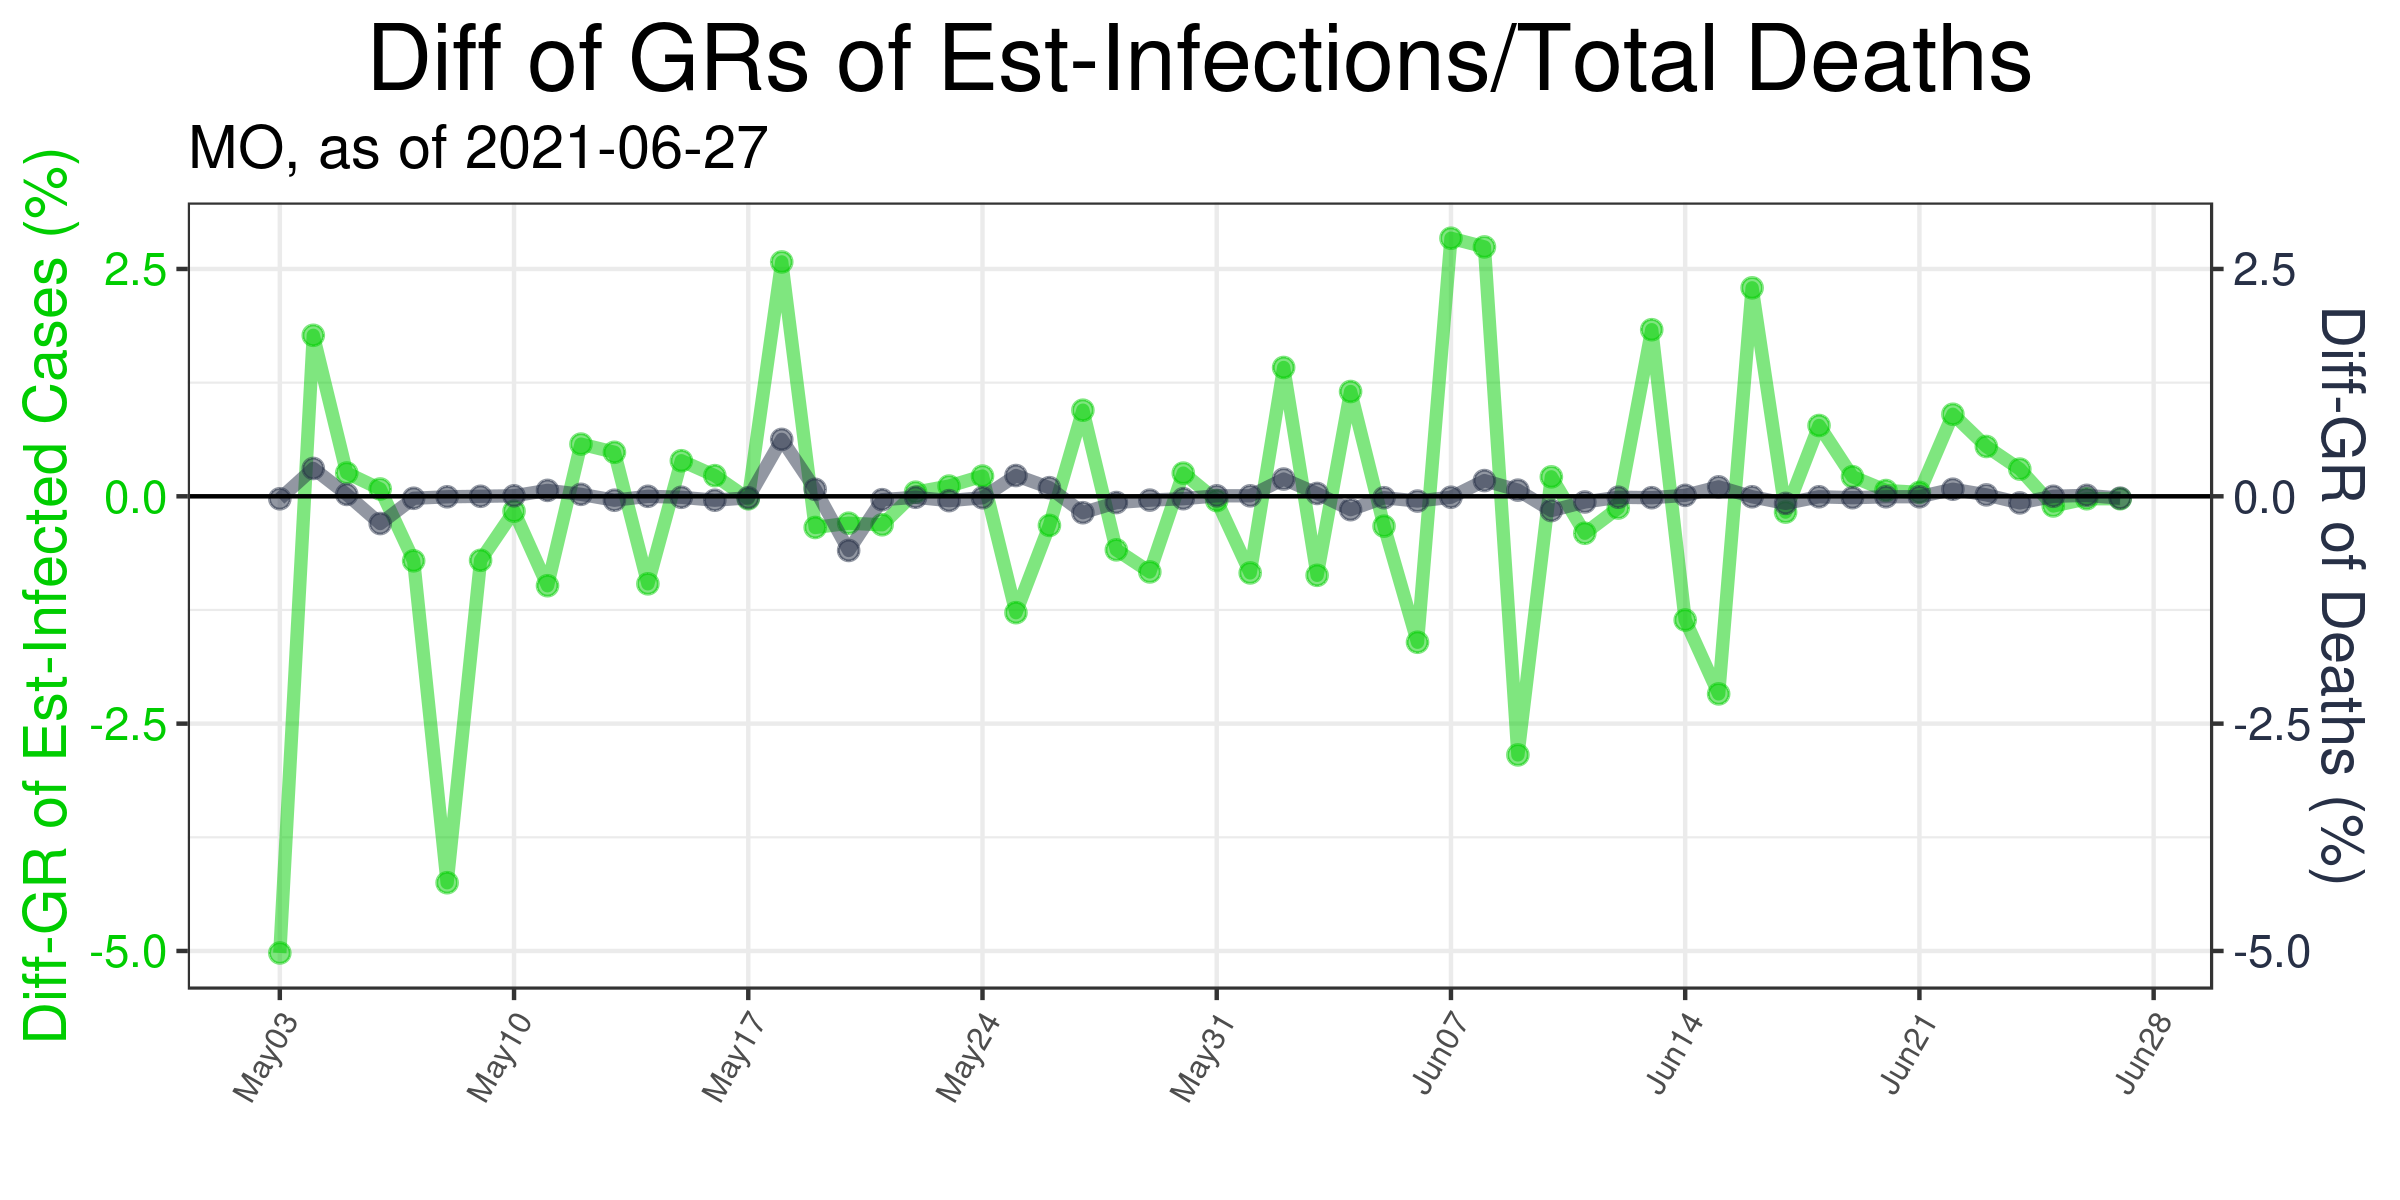 Diff of GRs of Est-Infections/Total Deaths
MO, as of 2021-06-27
Diff-GR of Est-Infected Cases (%)
2.5
0.0
-2.5
-5.0
2.5
0.0
-2.5
-5.0
Diff-GR of Deaths (%)
May03
May10
May17
May24
May31
Jun07
Jun14
Jun21
Jun28